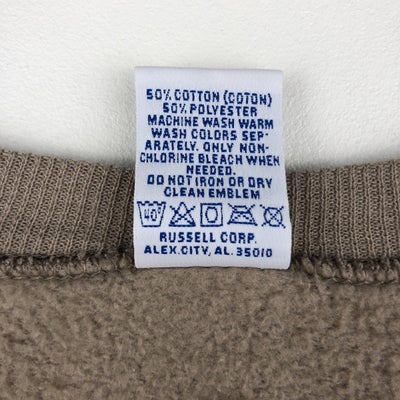 50% COTTON (COTON)
50% POLYESTER
MACHINE WASH WARM
WASH COLORS SEP-
ARATELY. ONLY NON-
CHLORINE BLEACH WHEN
NEEDED.
DO NOT IRON OR DRY
CLEAN EMBLEM
40°
RUSSELL CORP.
ALEX.CITY, AL. 35010